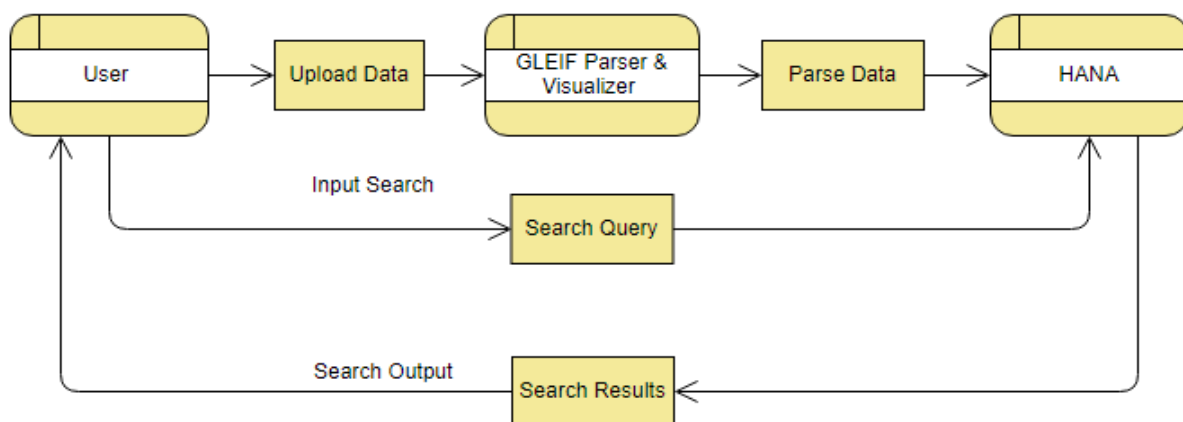 User
Upload Data
GLEIF Parser &
Visualizer
Parse Data
HANA
Input Search
Search Query
Search Output
Search Results